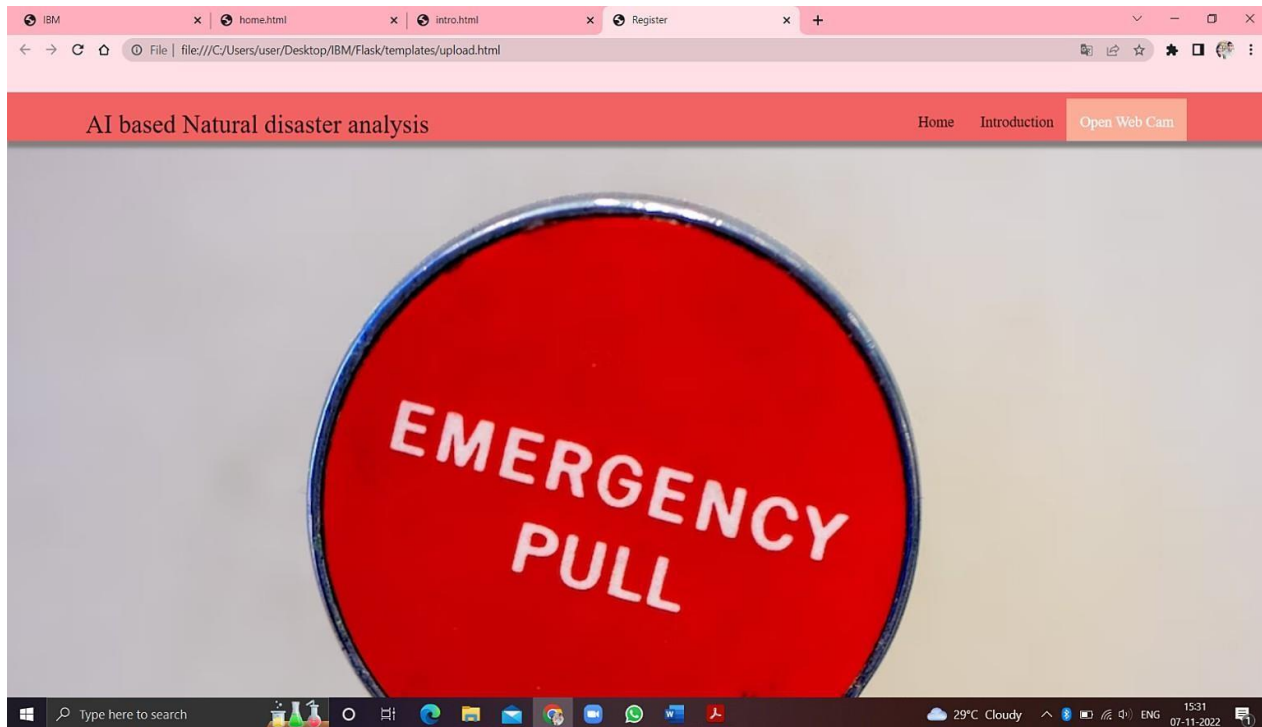 IBM
home.html
intro.html
Register
File | file:///C:/Users/user/Desktop/IBM/Flask/templates/upload.html
AI based Natural disaster analysis
Home Introduction Open Web Cam
EMERGENCY
PULL
Type here to search
29°C Cloudy
ENG
15:31
07-11-2022
1